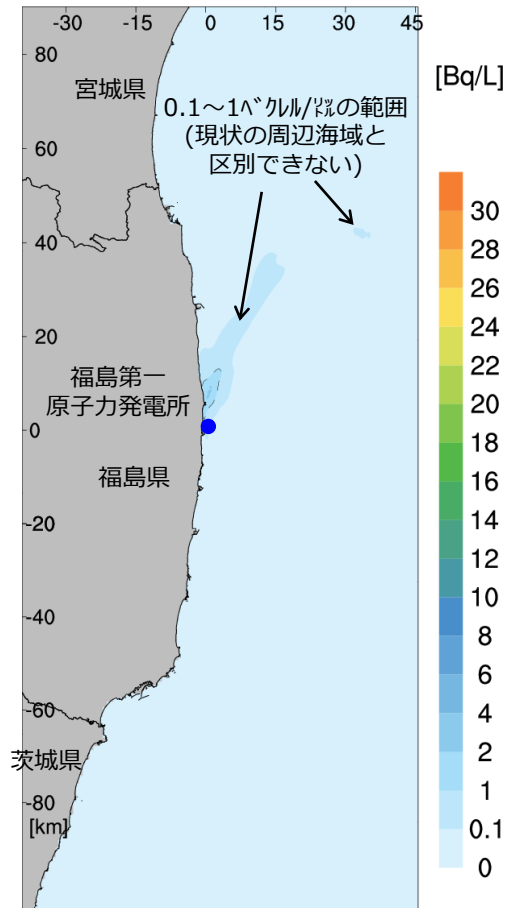 -30 -15 0 15 30 45
80
宮城県
[Bq/L]
0.1～1ﾍﾞｸﾚﾙ/ﾘｯﾄﾙの範囲
(現状の周辺海域と
区別できない)
60
40
20
福島第一
原子力発電所
0
福島県
-20
-40
-60
茨城県
-80
[km]
30
28
26
24
22
20
18
16
14
12
10
8
6
4
2
1
0.1
0